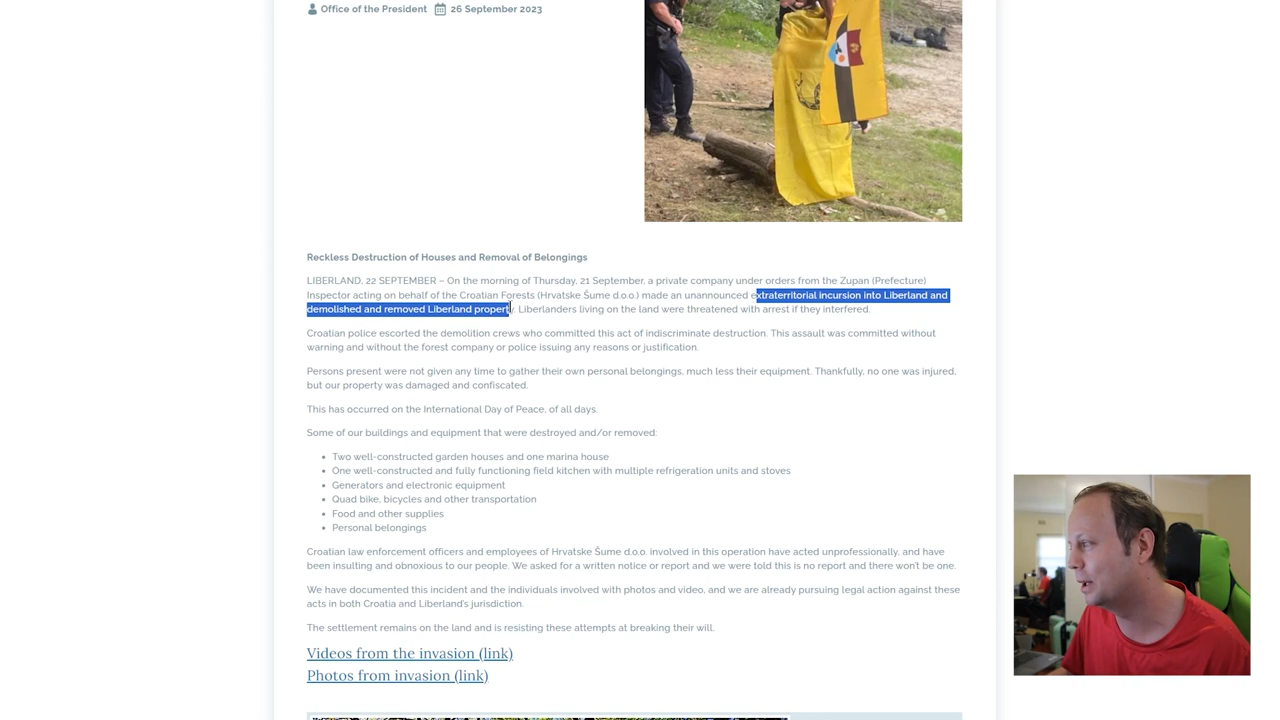 Office of the President 26 September 2023
Reckless Destruction of Houses and Removal of Belongings
LIBERLAND, 22 SEPTEMBER – On the morning of Thursday, 21 September, a private company under orders from the Zupan (Prefecture)
Inspector acting on behalf of the Croatian Forests (Hrvatske Šume d.o.o.) made an unannounced extraterritorial incursion into Liberland and
demolished and removed Liberland property. Liberlanders living on the land were threatened with arrest if they interfered.
Croatian police escorted the demolition crews who committed this act of indiscriminate destruction. This assault was committed without
warning and without the forest company or police issuing any reasons or justification.
Persons present were not given any time to gather their own personal belongings, much less their equipment. Thankfully, no one was injured,
but our property was damaged and confiscated.
This has occurred on the International Day of Peace, of all days.
Some of our buildings and equipment that were destroyed and/or removed:
• Two well-constructed garden houses and one marina house
• One well-constructed and fully functioning field kitchen with multiple refrigeration units and stoves
• Generators and electronic equipment
• Quad bike, bicycles and other transportation
• Food and other supplies
• Personal belongings
Croatian law enforcement officers and employees of Hrvatske Šume d.o.o. involved in this operation have acted unprofessionally, and have
been insulting and obnoxious to our people. We asked for a written notice or report and we were told this is no report and there won't be one.
We have documented this incident and the individuals involved with photos and video, and we are already pursuing legal action against these
acts in both Croatia and Liberland's jurisdiction.
The settlement remains on the land and is resisting these attempts at breaking their will.
Videos from the invasion (link)
Photos from invasion (link)